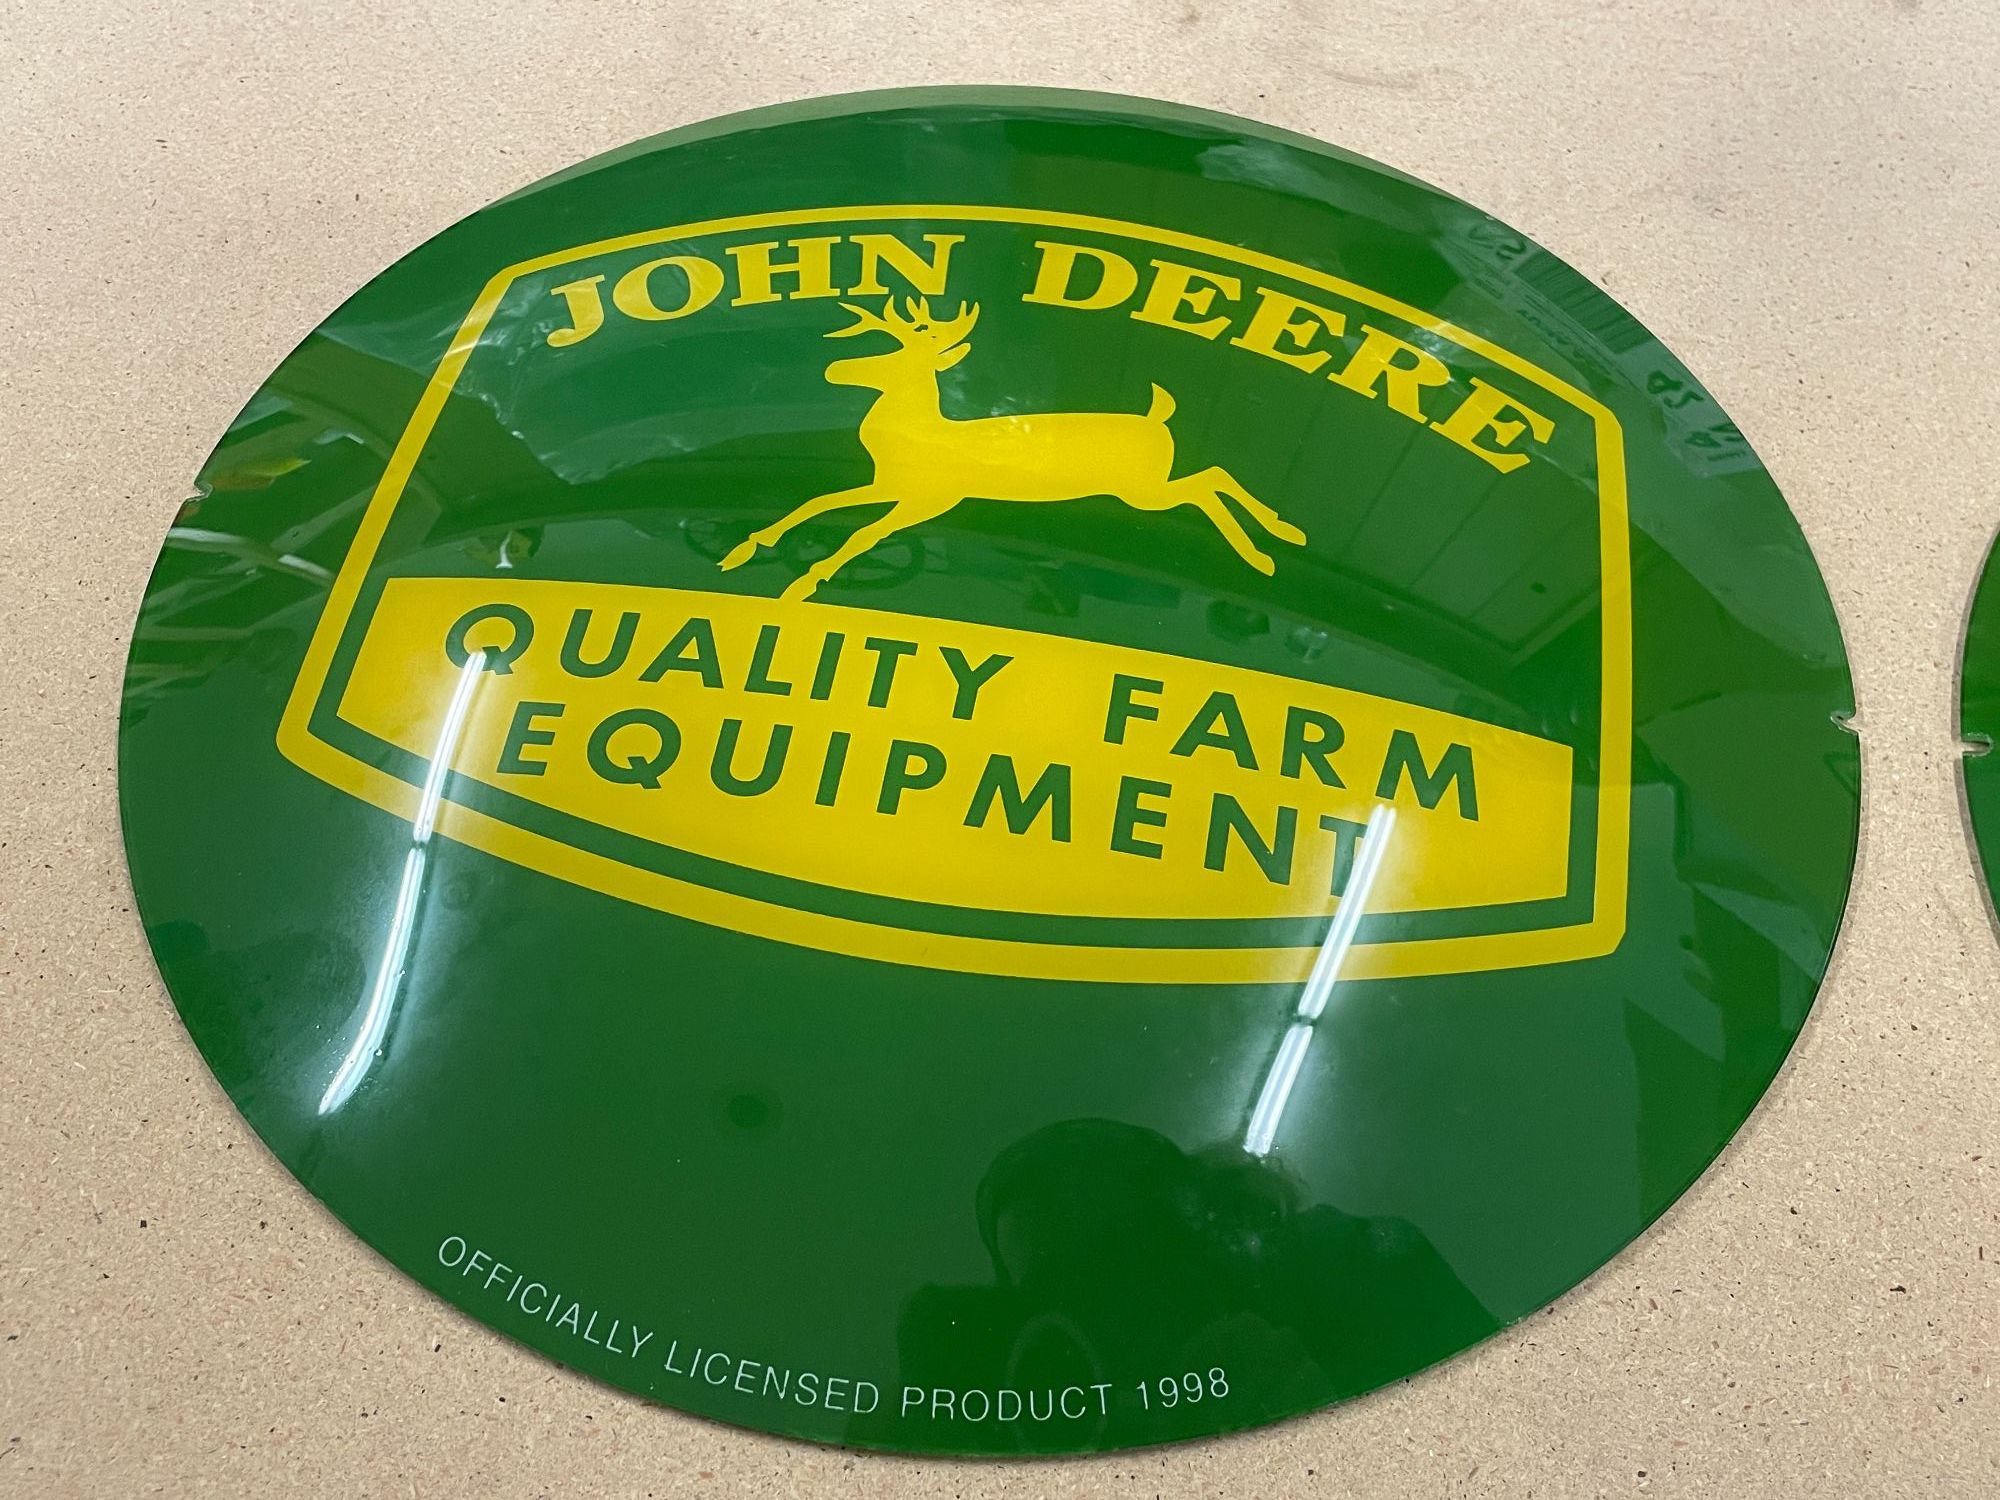 JOHN DEERE
QUALITY FARM
EQUIPMENT
OFFICIALLY LICENSED PRODUCT 1998